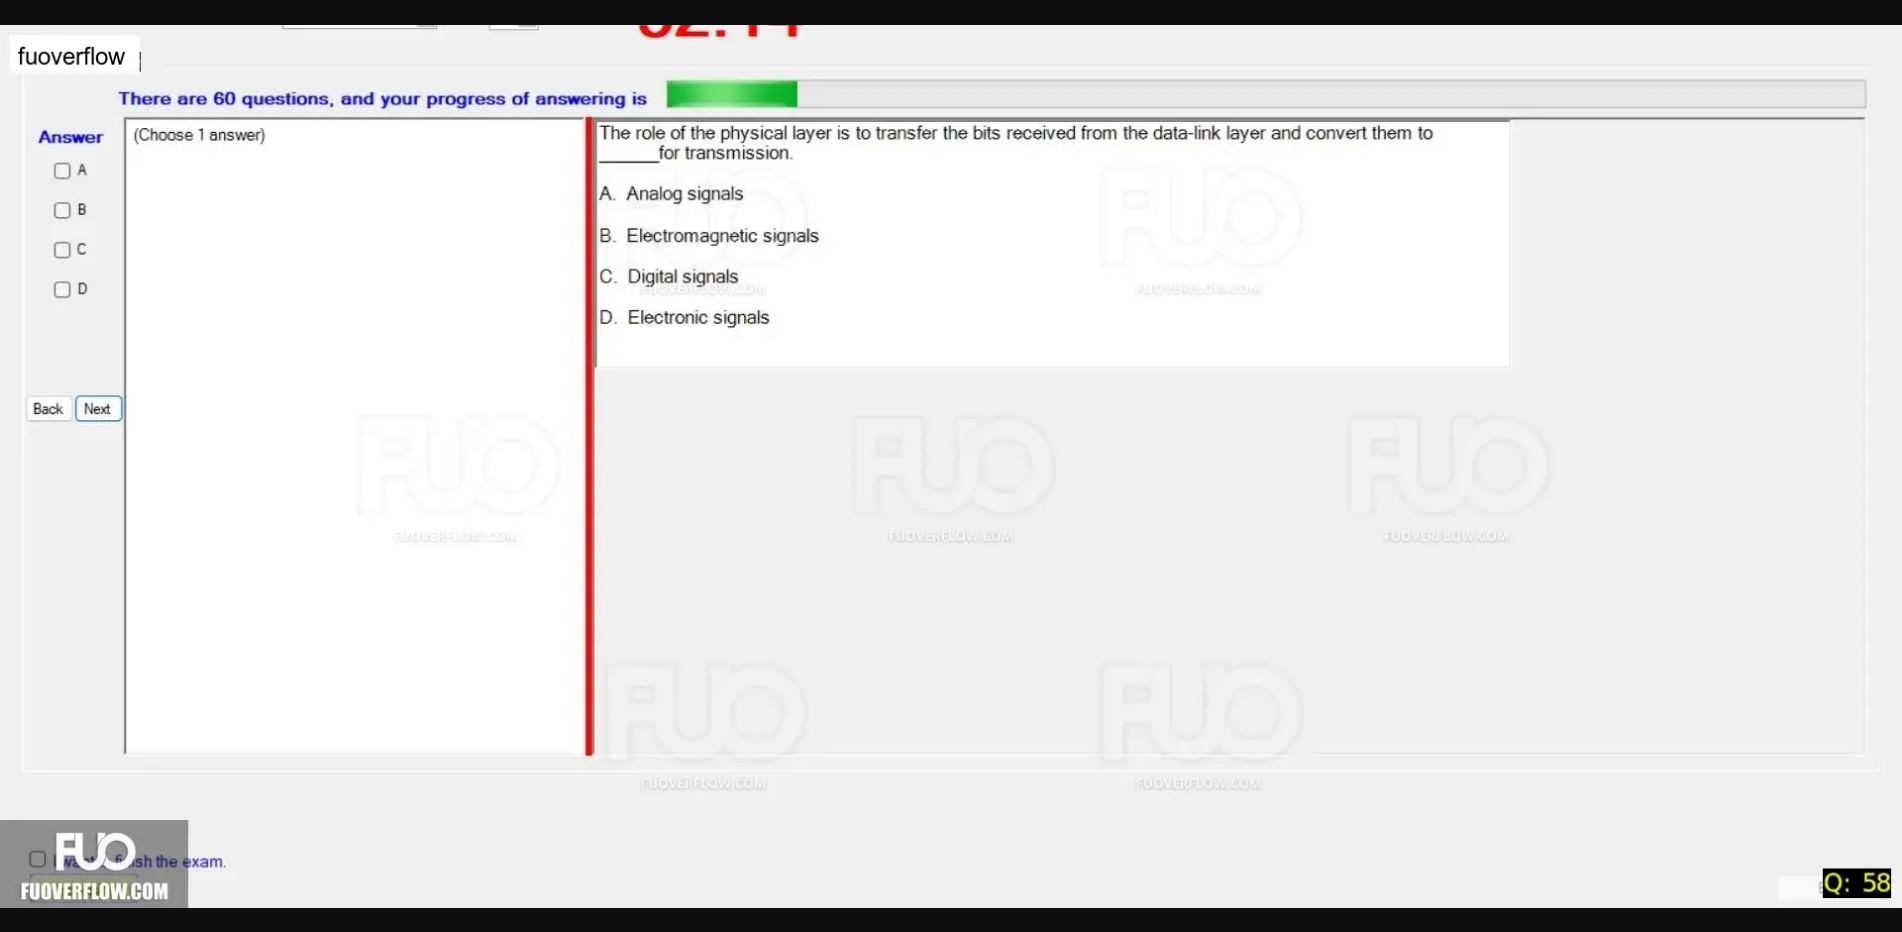 fuoverflow
There are 60 questions, and your progress of answering is
Answer
(Choose 1 answer)
A
B
C
D
Back Next
The role of the physical layer is to transfer the bits received from the data-link layer and convert them to
______for transmission.
A. Analog signals
B. Electromagnetic signals
C. Digital signals
D. Electronic signals
FUO
FUOVERFLOW.COM
FUO
FUOVERFLOW.COM
FUO
FUOVERFLOW.COM
FUO
FUOVERFLOW.COM
FUO
FUOVERFLOW.COM
FUO
FUOVERFLOW.COM
FUO
FUOVERFLOW.COM
the exam.
FUO
FUOVERFLOW.COM
Q: 58